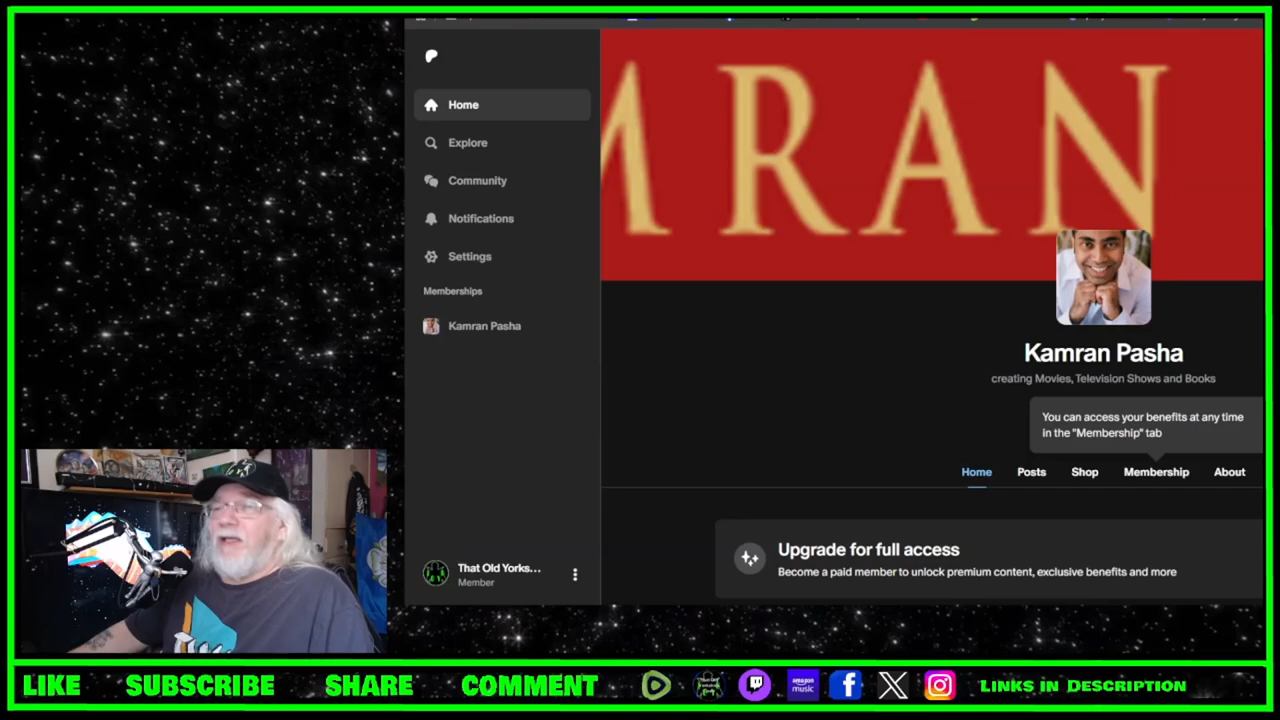 MRAN
Home
Explore
Community
Notifications
Settings
Memberships
Kamran Pasha
Kamran Pasha
creating Movies, Television Shows and Books
You can access your benefits at any time
in the "Membership" tab
Home Posts Shop Membership About
Upgrade for full access
Become a paid member to unlock premium content, exclusive benefits and more
That Old Yorks...
Member
LIKE SUBSCRIBE SHARE COMMENT amazon music LINKS IN DESCRIPTION